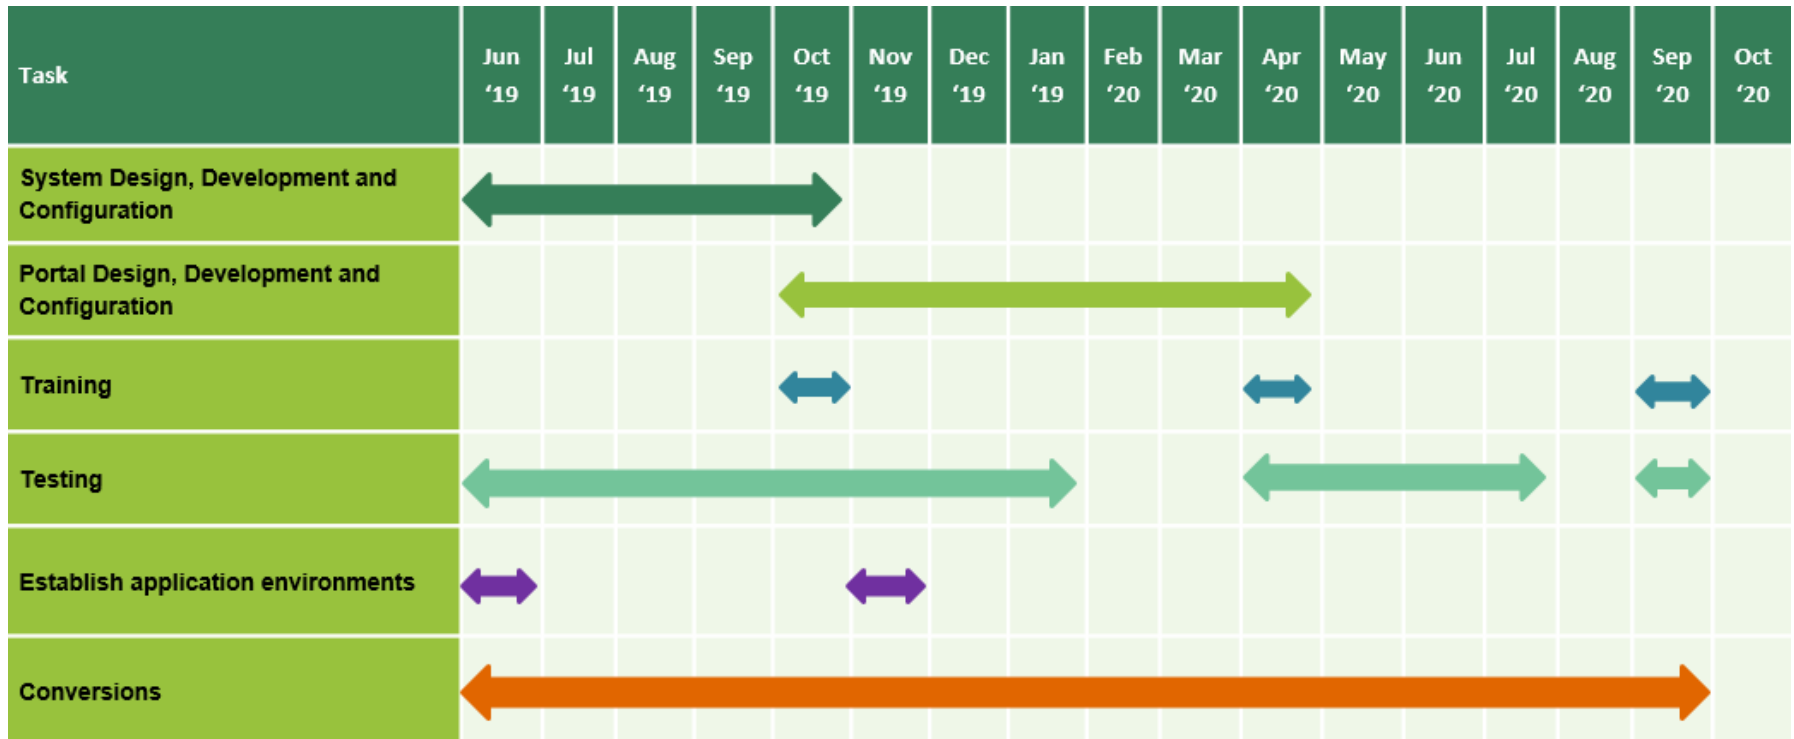 Task
Jun ‘19
Jul ‘19
Aug ‘19
Sep ‘19
Oct ‘19
Nov ‘19
Dec ‘19
Jan ‘19
Feb ‘20
Mar ‘20
Apr ‘20
May ‘20
Jun ‘20
Jul ‘20
Aug ‘20
Sep ‘20
Oct ‘20
System Design, Development and
Configuration
Portal Design, Development and
Configuration
Training
Testing
Establish application environments
Conversions